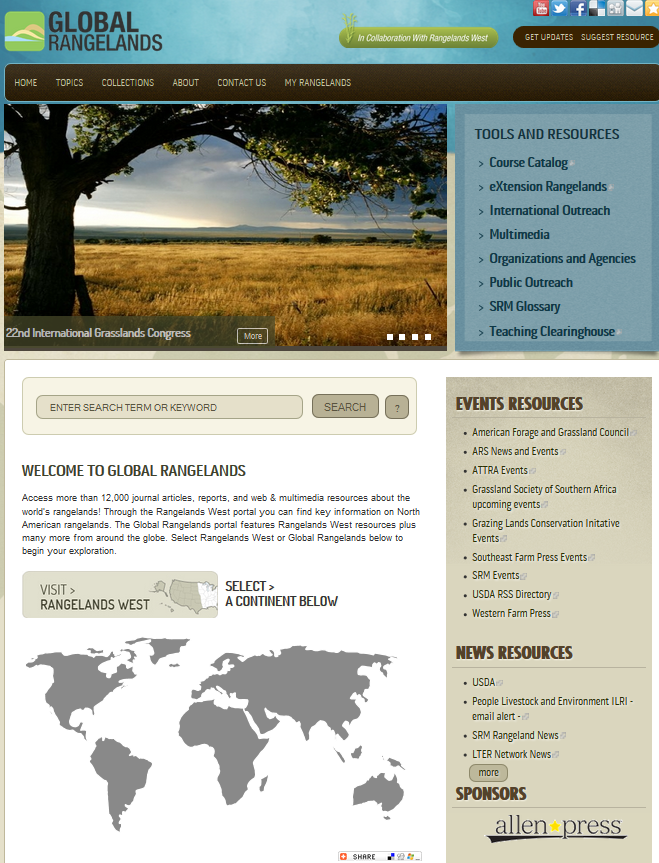 GLOBAL
RANGELANDS
In Collaboration With Rangelands West
GET UPDATES SUGGEST RESOURCE
HOME TOPICS COLLECTIONS ABOUT CONTACT US MY RANGELANDS
22nd International Grasslands Congress
More
TOOLS AND RESOURCES
> Course Catalog
> eXtension Rangelands
> International Outreach
> Multimedia
> Organizations and Agencies
> Public Outreach
> SRM Glossary
> Teaching Clearinghouse
ENTER SEARCH TERM OR KEYWORD SEARCH ?
WELCOME TO GLOBAL RANGELANDS
Access more than 12,000 journal articles, reports, and web & multimedia resources about the
world's rangelands! Through the Rangelands West portal you can find key information on North
American rangelands. The Global Rangelands portal features Rangelands West resources plus
many more from around the globe. Select Rangelands West or Global Rangelands below to
begin your exploration.
VISIT >
RANGELANDS WEST
SELECT >
A CONTINENT BELOW
SHARE
EVENTS RESOURCES
• American Forage and Grassland Council
• ARS News and Events
• ATTRA Events
• Grassland Society of Southern Africa
upcoming events
• Grazing Lands Conservation Initative
Events
• Southeast Farm Press Events
• SRM Events
• USDA RSS Directory
• Western Farm Press
NEWS RESOURCES
• USDA
• People Livestock and Environment ILRI -
email alert -
• SRM Rangeland News
• LTER Network News
more
SPONSORS
allen press